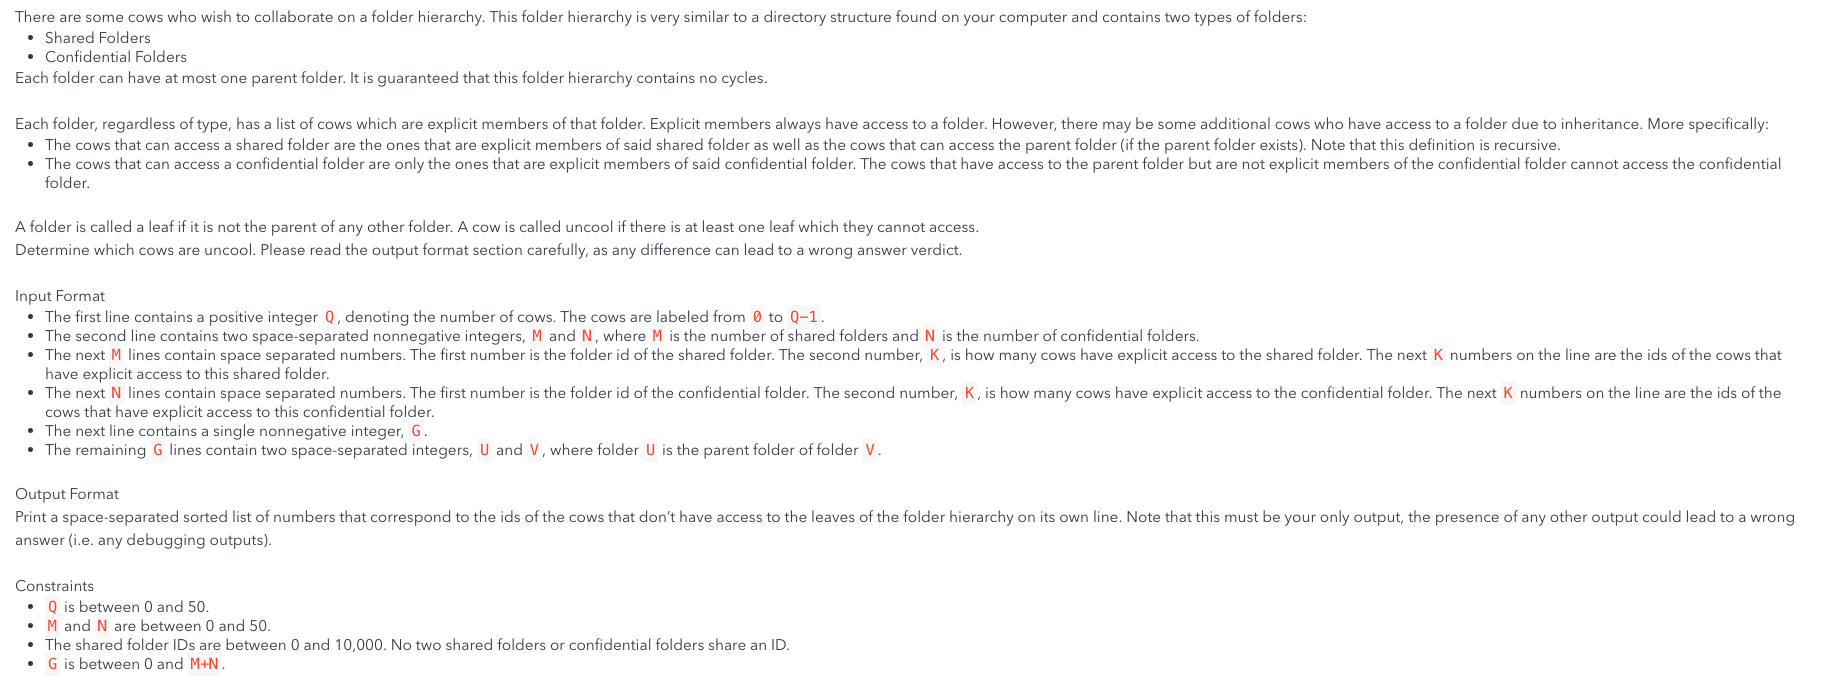 There are some cows who wish to collaborate on a folder hierarchy. This folder hierarchy is very similar to a directory structure found on your computer and contains two types of folders:
• Shared Folders
• Confidential Folders
Each folder can have at most one parent folder. It is guaranteed that this folder hierarchy contains no cycles.
Each folder, regardless of type, has a list of cows which are explicit members of that folder. Explicit members always have access to a folder. However, there may be some additional cows who have access to a folder due to inheritance. More specifically:
• The cows that can access a shared folder are the ones that are explicit members of said shared folder as well as the cows that can access the parent folder (if the parent folder exists). Note that this definition is recursive.
• The cows that can access a confidential folder are only the ones that are explicit members of said confidential folder. The cows that have access to the parent folder but are not explicit members of the confidential folder cannot access the confidential
folder.
A folder is called a leaf if it is not the parent of any other folder. A cow is called uncool if there is at least one leaf which they cannot access.
Determine which cows are uncool. Please read the output format section carefully, as any difference can lead to a wrong answer verdict.
Input Format
• The first line contains a positive integer Q, denoting the number of cows. The cows are labeled from 0 to Q-1.
• The second line contains two space-separated nonnegative integers, M and N, where M is the number of shared folders and N is the number of confidential folders.
• The next M lines contain space separated numbers. The first number is the folder id of the shared folder. The second number, K, is how many cows have explicit access to the shared folder. The next K numbers on the line are the ids of the cows that
have explicit access to this shared folder.
• The next N lines contain space separated numbers. The first number is the folder id of the confidential folder. The second number, K, is how many cows have explicit access to the confidential folder. The next K numbers on the line are the ids of the
cows that have explicit access to this confidential folder.
• The next line contains a single nonnegative integer, G.
• The remaining G lines contain two space-separated integers, U and V, where folder U is the parent folder of folder V.
Output Format
Print a space-separated sorted list of numbers that correspond to the ids of the cows that don't have access to the leaves of the folder hierarchy on its own line. Note that this must be your only output, the presence of any other output could lead to a wrong
answer (i.e. any debugging outputs).
Constraints
• Q is between 0 and 50.
• M and N are between 0 and 50.
• The shared folder IDs are between 0 and 10,000. No two shared folders or confidential folders share an ID.
• G is between 0 and M+N.